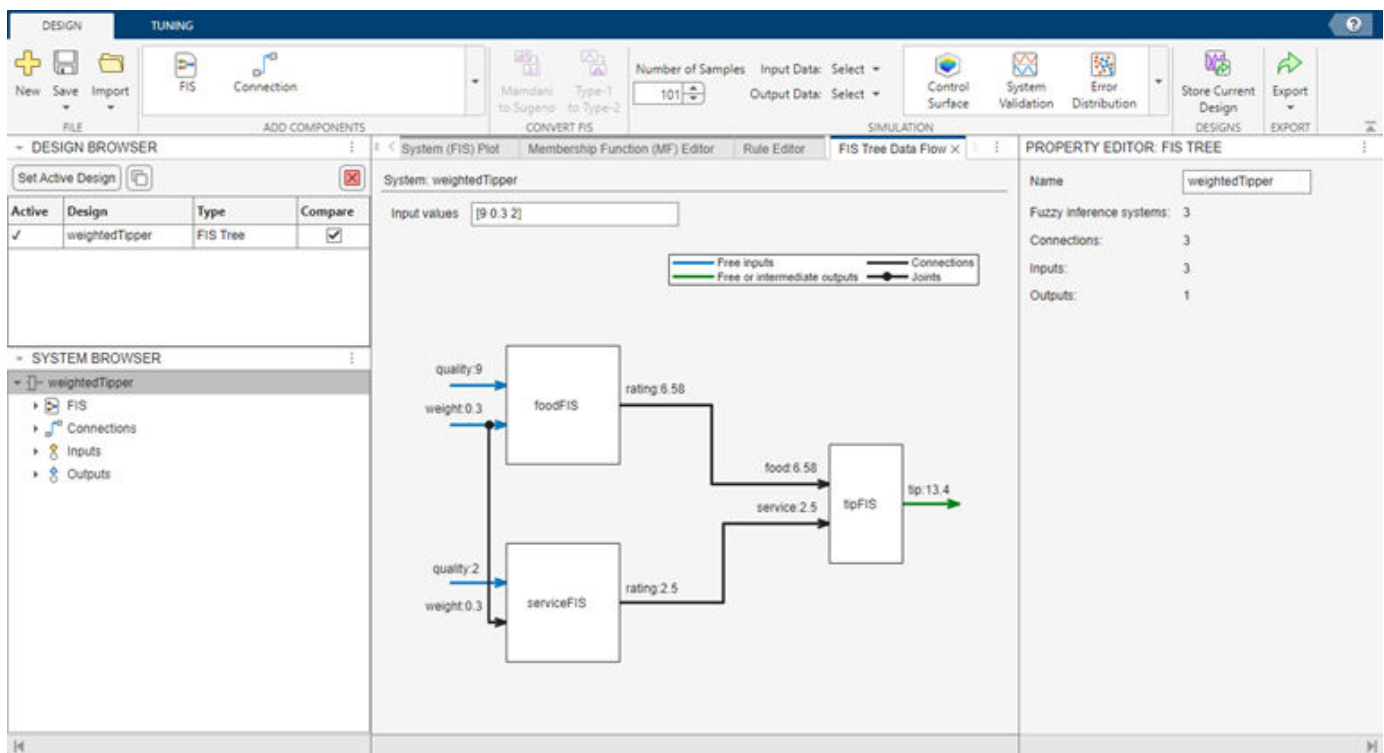 DESIGN TUNING
?
New Save Import
FILE
FIS Connection
ADD COMPONENTS
Mamdani to Sugeno
Type-1 to Type-2
CONVERT FIS
Number of Samples
101
Input Data: Select
Output Data: Select
Control Surface
System Validation
Error Distribution
SIMULATION
Store Current Design
DESIGNS
Export
EXPORT
DESIGN BROWSER
Set Active Design
Active Design Type Compare
weightedTipper FIS Tree
SYSTEM BROWSER
weightedTipper
FIS
Connections
Inputs
Outputs
System (FIS) Plot Membership Function (MF) Editor Rule Editor FIS Tree Data Flow
System: weightedTipper
Input values [9 0.3 2]
Free inputs Connections
Free or intermediate outputs Joints
quality:9
weight:0.3
foodFIS
rating:6.58
food:6.58
service:2.5
tipFIS
tip:13.4
quality:2
weight:0.3
serviceFIS
rating:2.5
PROPERTY EDITOR: FIS TREE
Name weightedTipper
Fuzzy inference systems: 3
Connections: 3
Inputs: 3
Outputs: 1